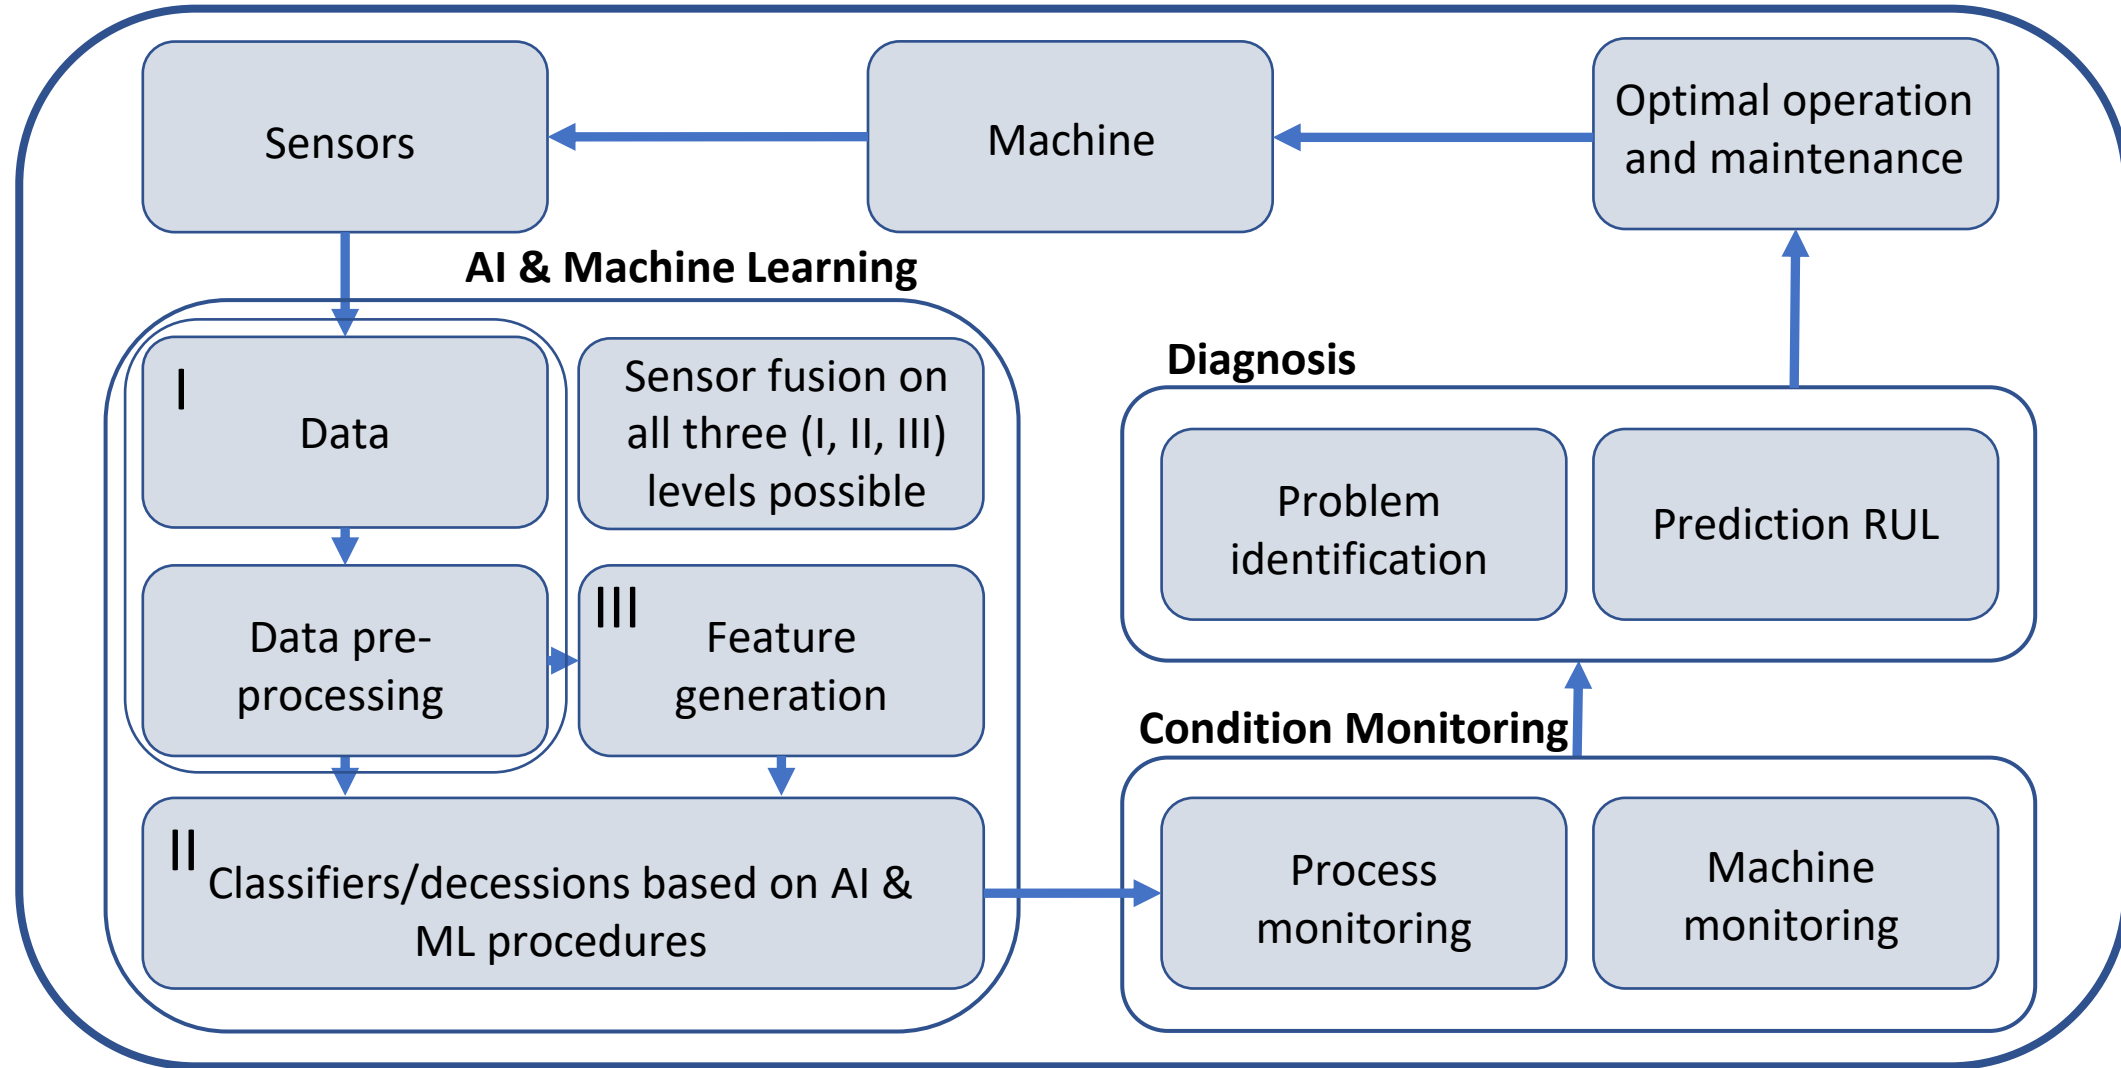 Sensors
Machine
Optimal operation
and maintenance
AI & Machine Learning
I
Data
Sensor fusion on
all three (I, II, III)
levels possible
Data pre-
processing
III
Feature
generation
II
Classifiers/decessions based on AI &
ML procedures
Diagnosis
Problem
identification
Prediction RUL
Condition Monitoring
Process
monitoring
Machine
monitoring